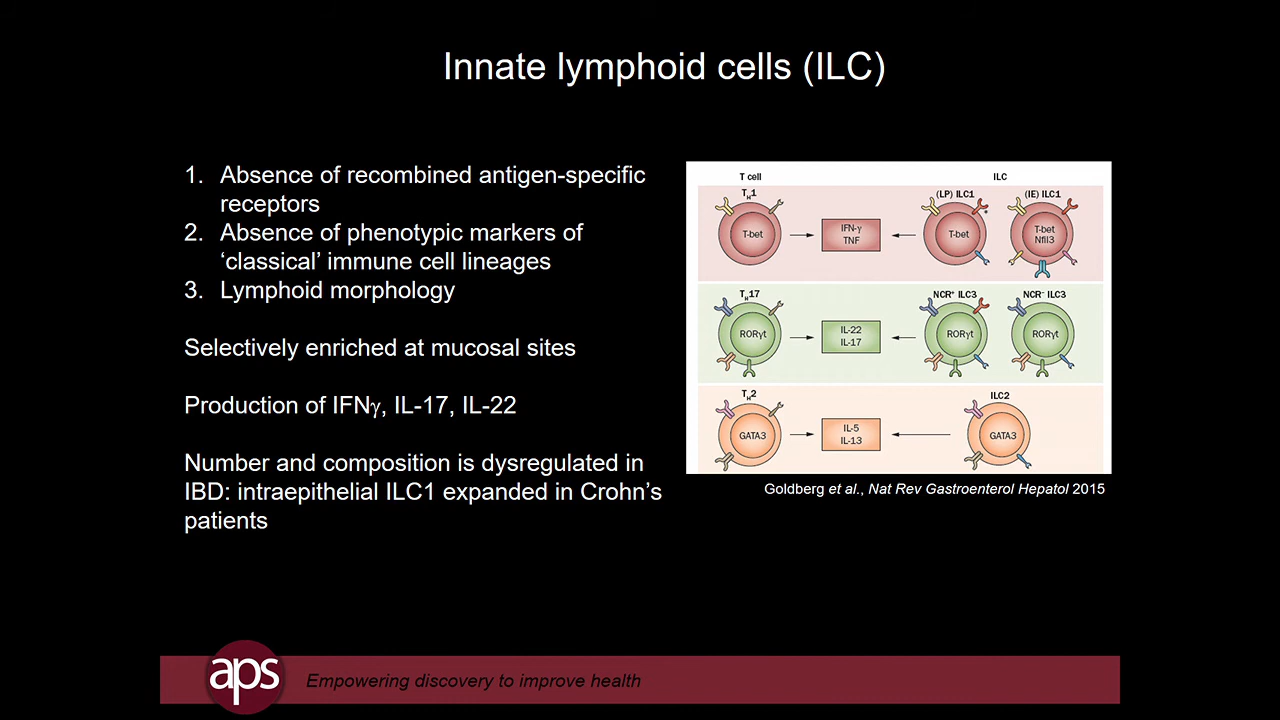 Innate lymphoid cells (ILC)
1. Absence of recombined antigen-specific
receptors
2. Absence of phenotypic markers of
‘classical’ immune cell lineages
3. Lymphoid morphology
Selectively enriched at mucosal sites
Production of IFNγ, IL-17, IL-22
Number and composition is dysregulated in
IBD: intraepithelial ILC1 expanded in Crohn’s
patients
T cell ILC
TH1 (LP) ILC1 (IE) ILC1
T-bet IFN-γ TNF T-bet * T-bet Nfil3
TH17 NCR+ ILC3 NCR− ILC3
RORγt IL-22 IL-17 RORγt RORγt
TH2 ILC2
GATA3 IL-5 IL-13 GATA3
Goldberg et al., Nat Rev Gastroenterol Hepatol 2015
aps Empowering discovery to improve health